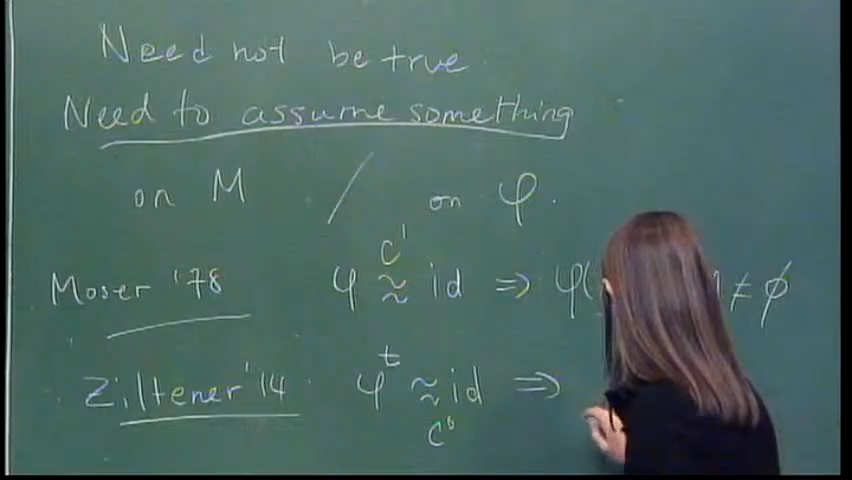 Need not be true.
Need to assume something
on M / on φ.
Moser '78 φ ≈ id ⇒ φ( ≠ ϕ
C¹
Ziltener '14 φᵗ ≈ id ⇒
C⁰